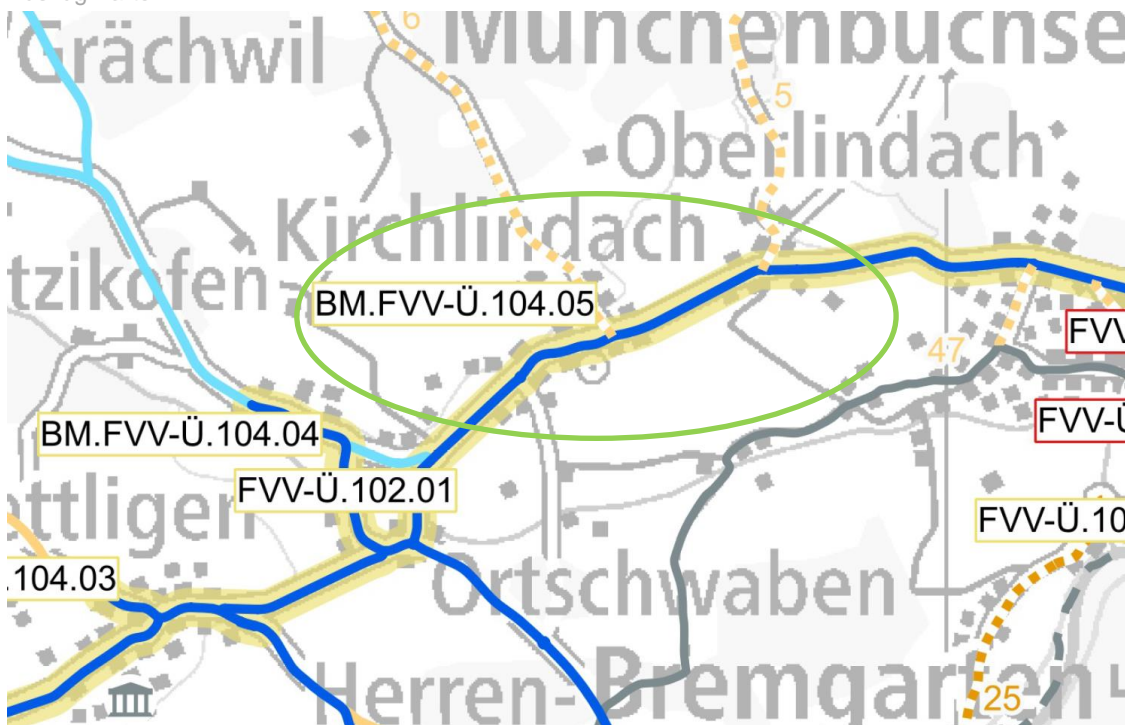 6
Grächwil
Münchenbuchse
5
Oberlindach
Kirchlindach
tzikofen
BM.FVV-Ü.104.05
FVV
47
BM.FVV-Ü.104.04
FVV-Ü
FVV-Ü.102.01
ttligen
FVV-Ü.10
.104.03
Ortschwaben
Herren-
Bremgarten
25